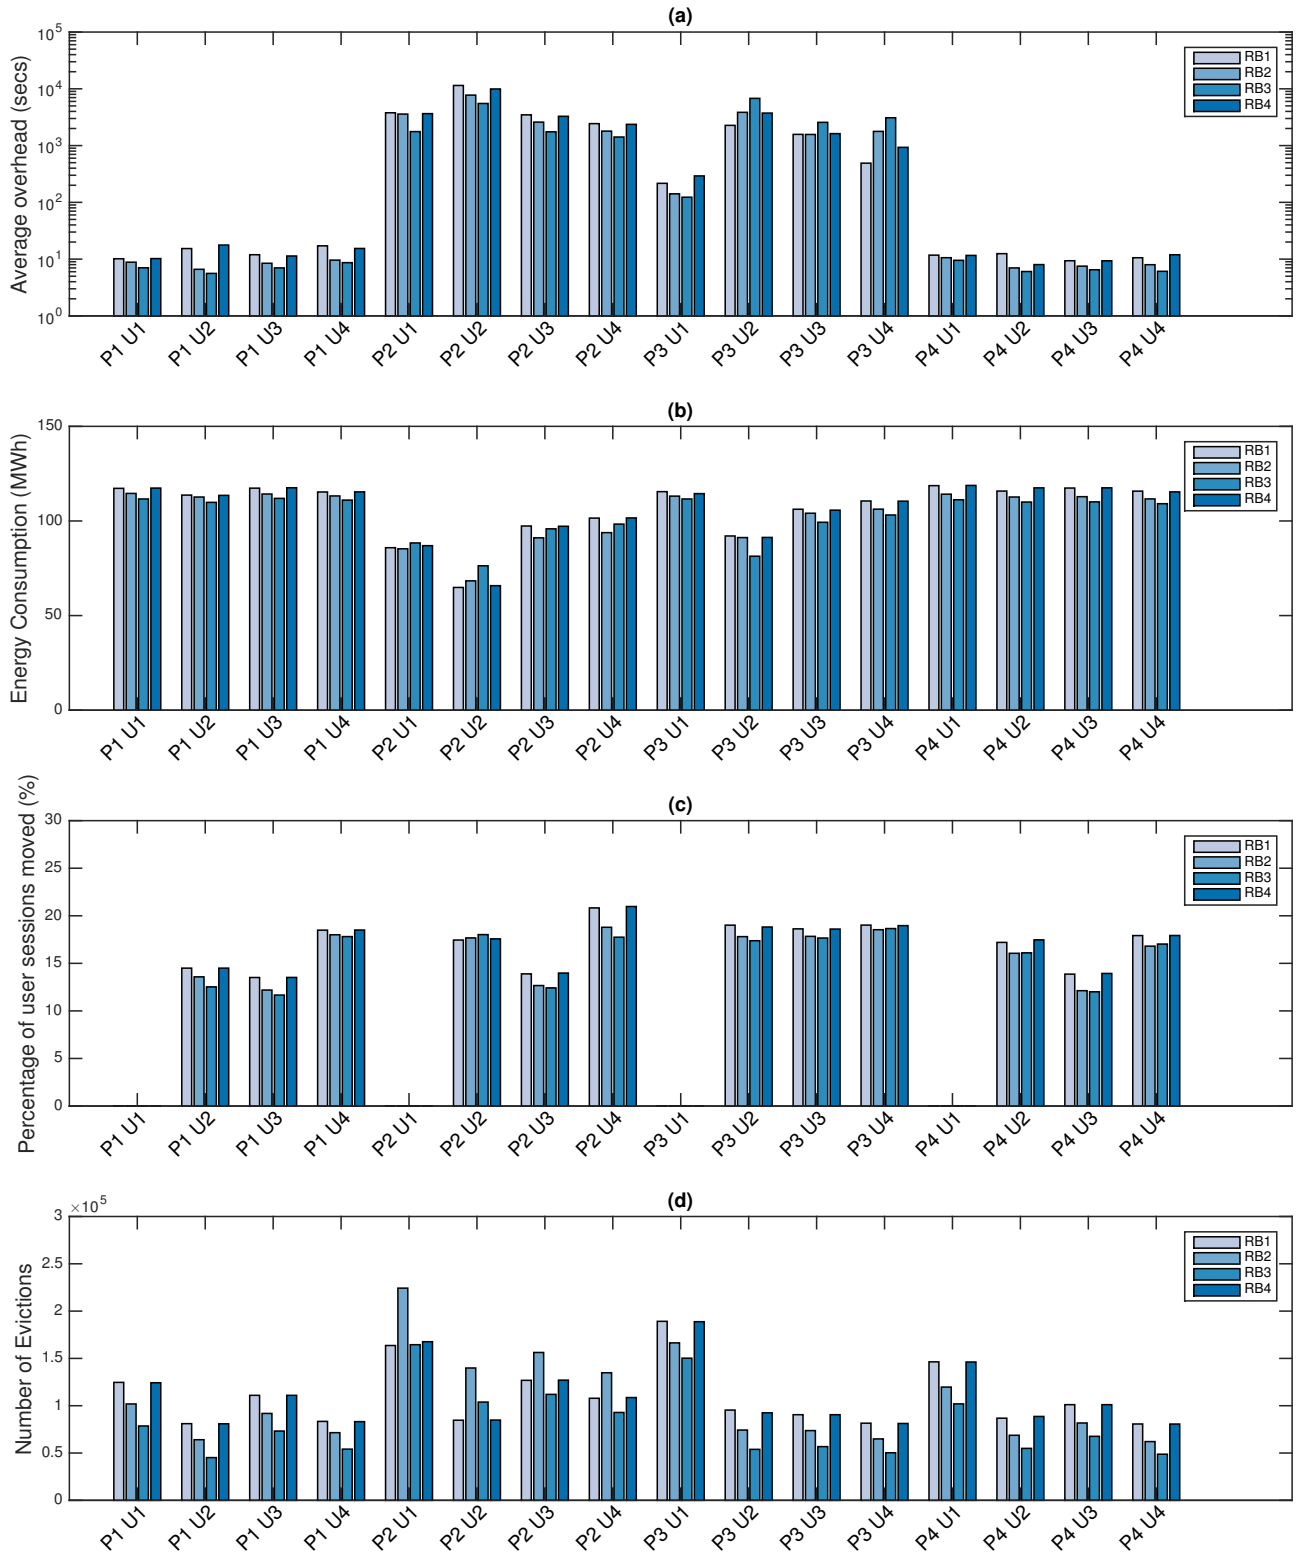 (a)
Average overhead (secs)
10^5
10^4
10^3
10^2
10^1
10^0
RB1
RB2
RB3
RB4
P1 U1 P1 U2 P1 U3 P1 U4 P2 U1 P2 U2 P2 U3 P2 U4 P3 U1 P3 U2 P3 U3 P3 U4 P4 U1 P4 U2 P4 U3 P4 U4
(b)
Energy Consumption (MWh)
150
100
50
0
RB1
RB2
RB3
RB4
P1 U1 P1 U2 P1 U3 P1 U4 P2 U1 P2 U2 P2 U3 P2 U4 P3 U1 P3 U2 P3 U3 P3 U4 P4 U1 P4 U2 P4 U3 P4 U4
(c)
Percentage of user sessions moved (%)
30
25
20
15
10
5
0
RB1
RB2
RB3
RB4
P1 U1 P1 U2 P1 U3 P1 U4 P2 U1 P2 U2 P2 U3 P2 U4 P3 U1 P3 U2 P3 U3 P3 U4 P4 U1 P4 U2 P4 U3 P4 U4
(d)
×10^5
Number of Evictions
3
2.5
2
1.5
1
0.5
0
RB1
RB2
RB3
RB4
P1 U1 P1 U2 P1 U3 P1 U4 P2 U1 P2 U2 P2 U3 P2 U4 P3 U1 P3 U2 P3 U3 P3 U4 P4 U1 P4 U2 P4 U3 P4 U4